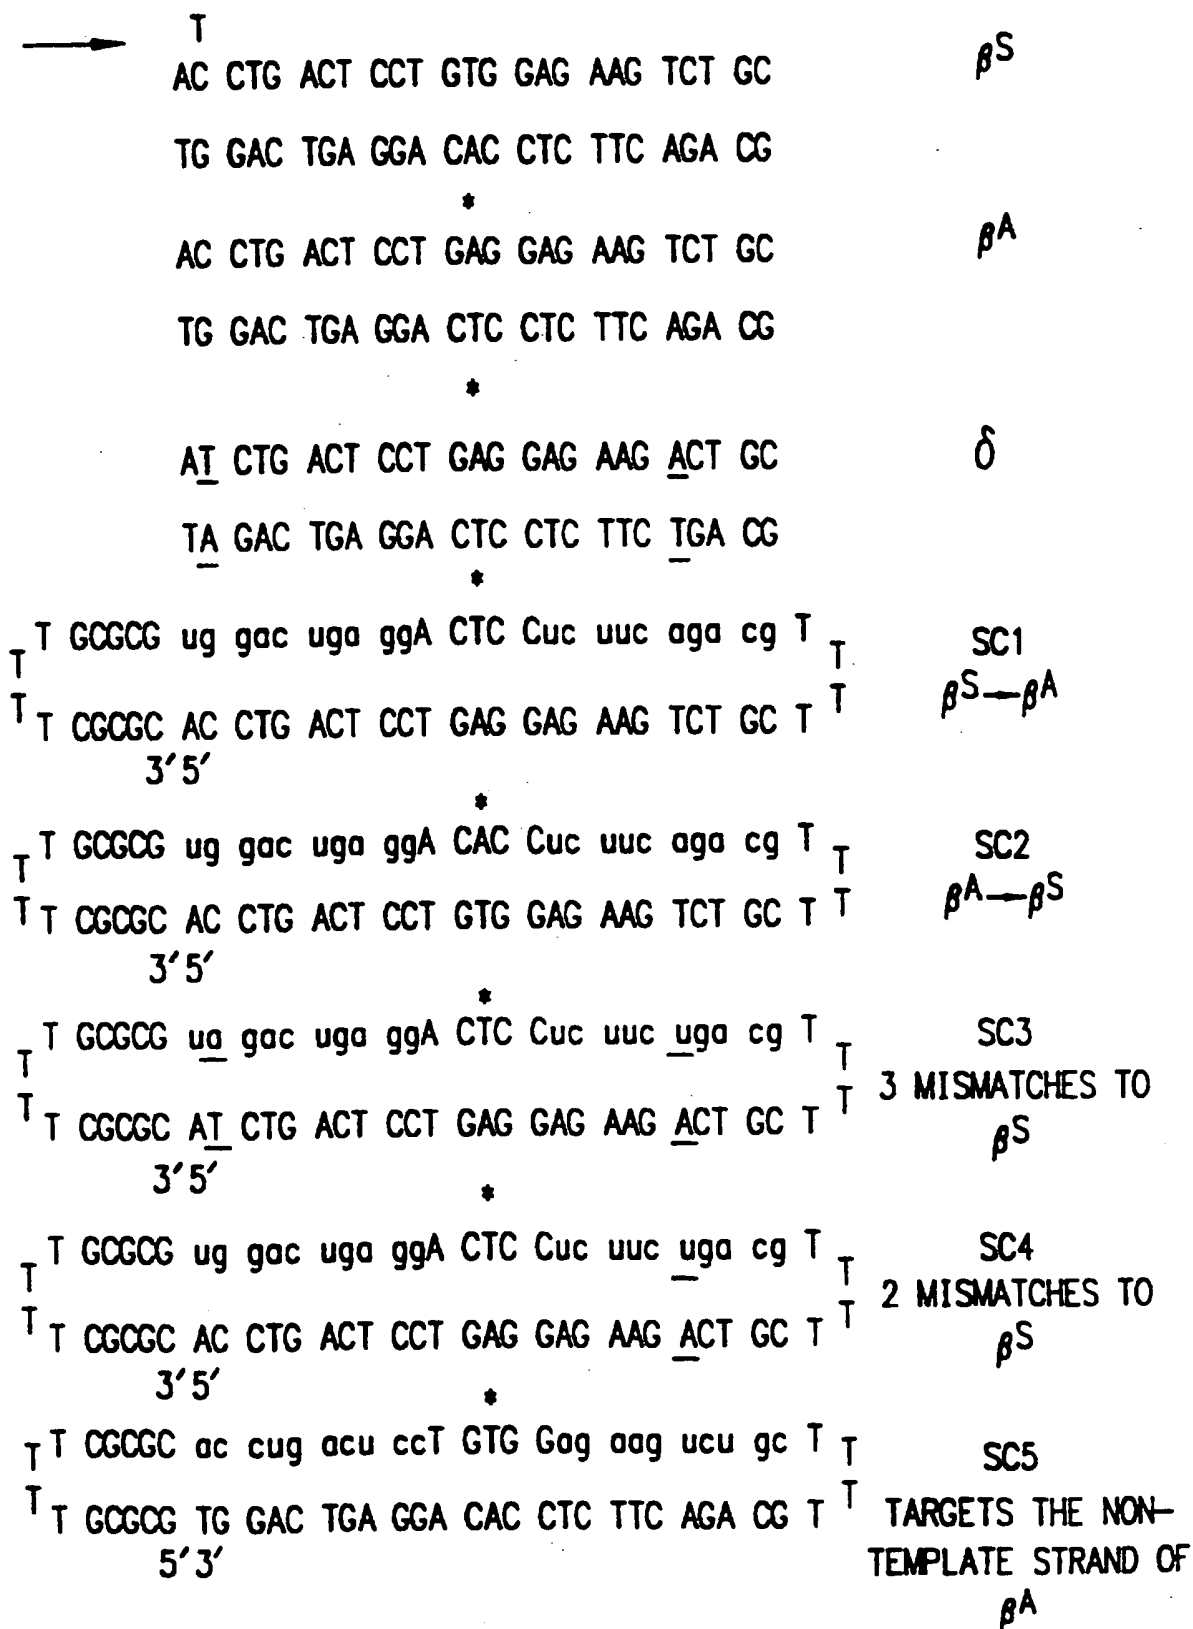 T
AC CTG ACT CCT GTG GAG AAG TCT GC βS
TG GAC TGA GGA CAC CTC TTC AGA CG
*
AC CTG ACT CCT GAG GAG AAG TCT GC βA
TG GAC TGA GGA CTC CTC TTC AGA CG
*
AT CTG ACT CCT GAG GAG AAG ACT GC δ
TA GAC TGA GGA CTC CTC TTC TGA CG
*
T GCGCG ug gac uga ggA CTC Cuc uuc aga cg T SC1
T T
T T βS→βA
T CGCGC AC CTG ACT CCT GAG GAG AAG TCT GC T
3′5′
*
T GCGCG ug gac uga ggA CAC Cuc uuc aga cg T SC2
T T
T T βA→βS
T CGCGC AC CTG ACT CCT GTG GAG AAG TCT GC T
3′5′
*
T GCGCG ua gac uga ggA CTC Cuc uuc uga cg T SC3
T T
T T 3 MISMATCHES TO
T CGCGC AT CTG ACT CCT GAG GAG AAG ACT GC T βS
3′5′
*
T GCGCG ug gac uga ggA CTC Cuc uuc uga cg T SC4
T T
T T 2 MISMATCHES TO
T CGCGC AC CTG ACT CCT GAG GAG AAG ACT GC T βS
3′5′
*
T CGCGC ac cug acu ccT GTG Gag aag ucu gc T SC5
T T
T T
T GCGCG TG GAC TGA GGA CAC CTC TTC AGA CG T TARGETS THE NON–
5′3′ TEMPLATE STRAND OF
βA